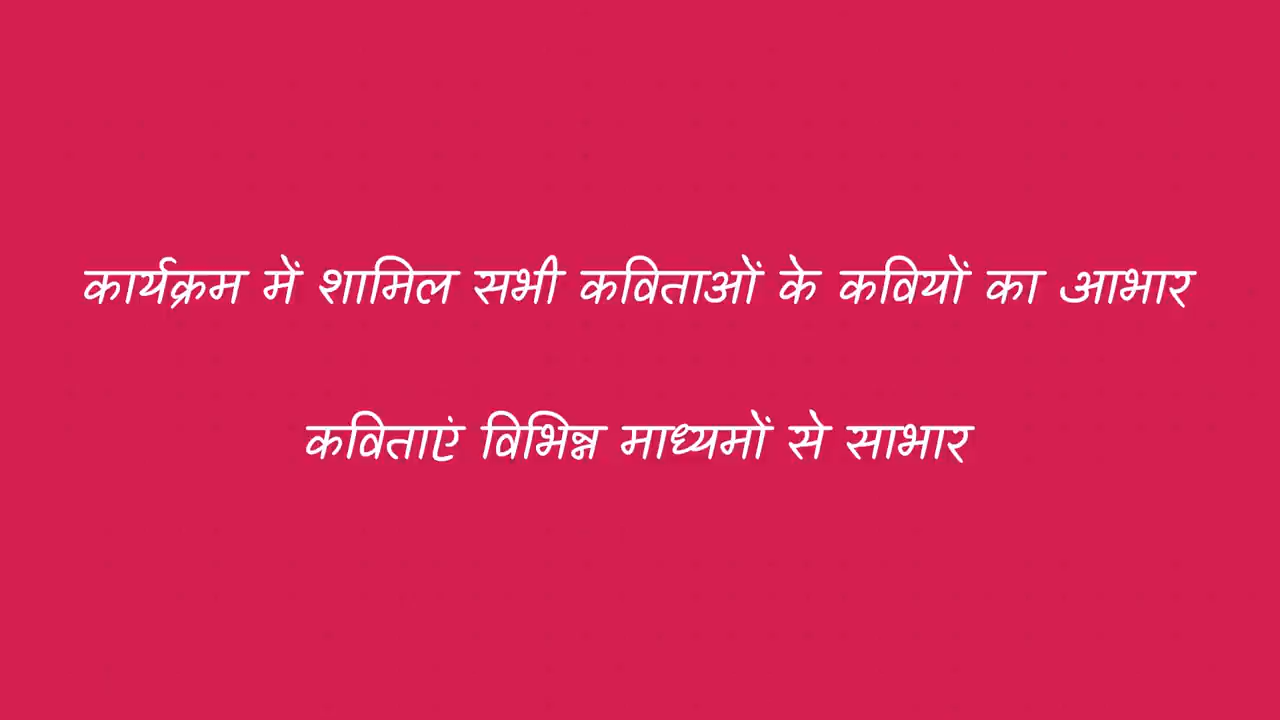 कार्यक्रम में शामिल सभी कविताओं के कवियों का आभार
कविताएं विभिन्न माध्यमों से साभार